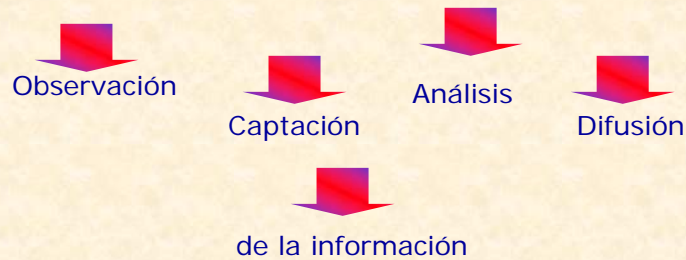 Observación
Captación
Análisis
Difusión
de la información